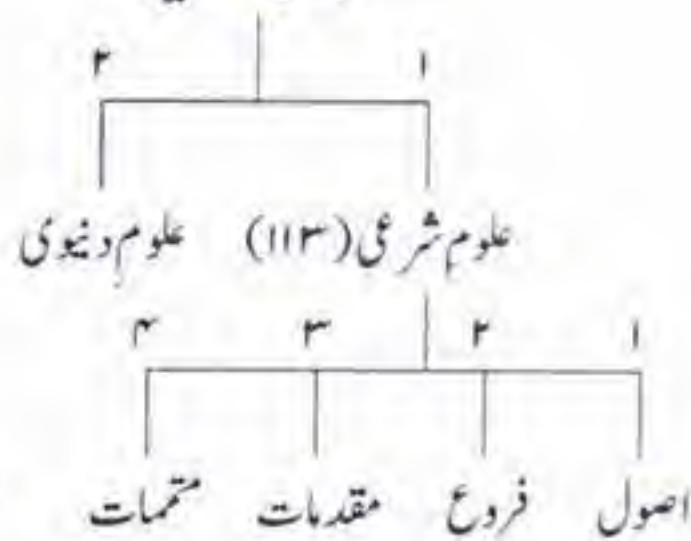 ۱ ۲
علومِ شرعی (۱۱۳) علومِ دنیوی
۱ ۲ ۳ ۴
اصول فروع مقدمات متممات